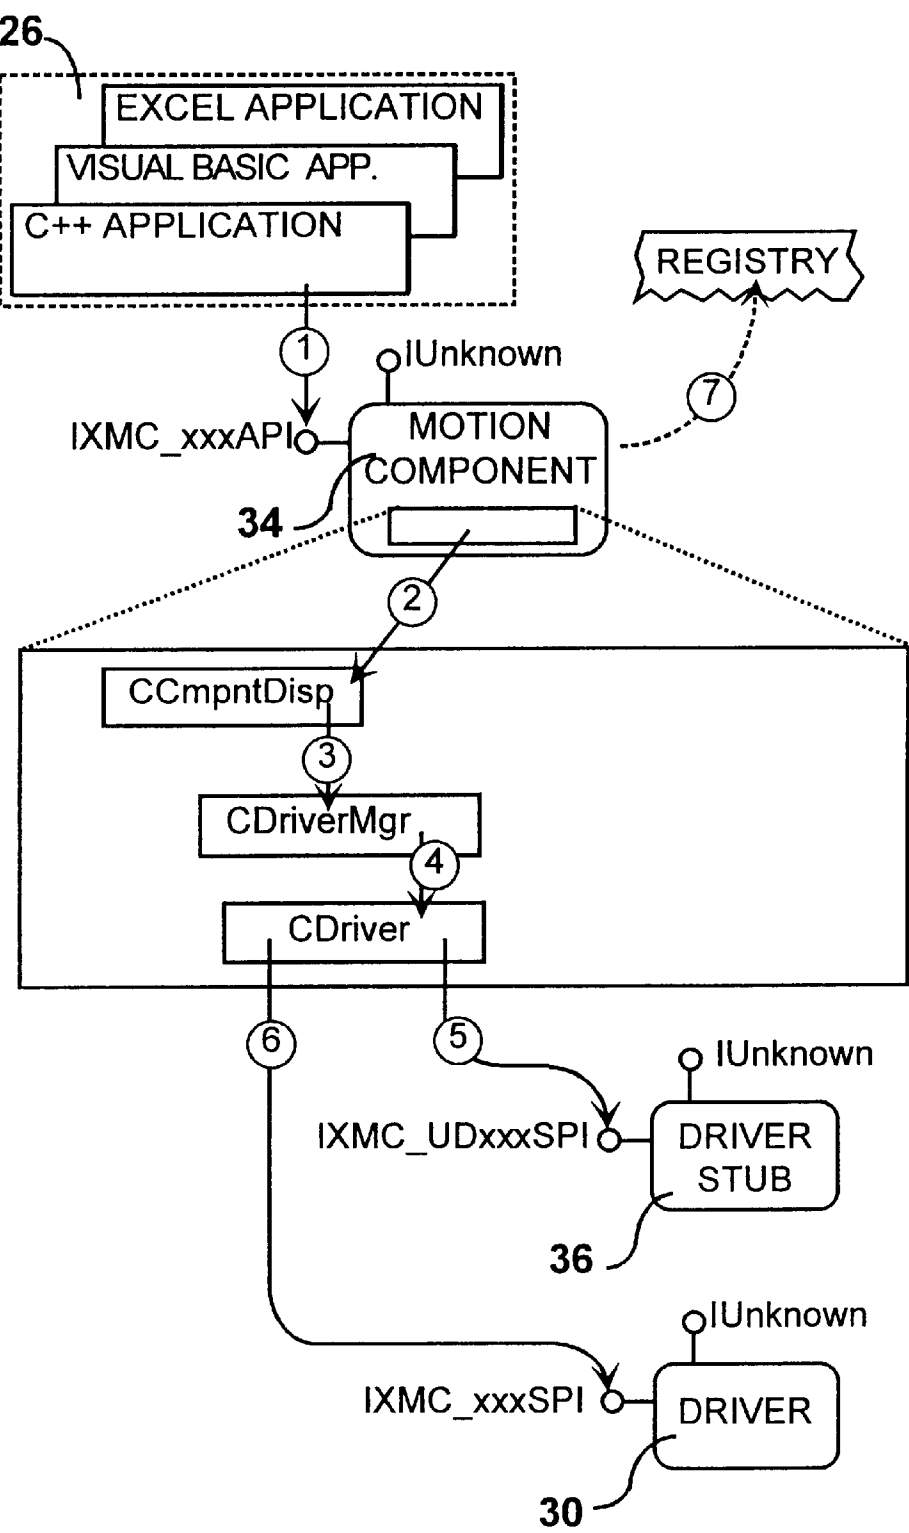 26
EXCEL APPLICATION
VISUAL BASIC APP.
C++ APPLICATION
REGISTRY
1
IUnknown
7
IXMC_xxxAPI
MOTION
COMPONENT
34
2
CCmpntDisp
3
CDriverMgr
4
CDriver
6
5
IUnknown
IXMC_UDxxxSPI
DRIVER
STUB
36
IUnknown
IXMC_xxxSPI
DRIVER
30